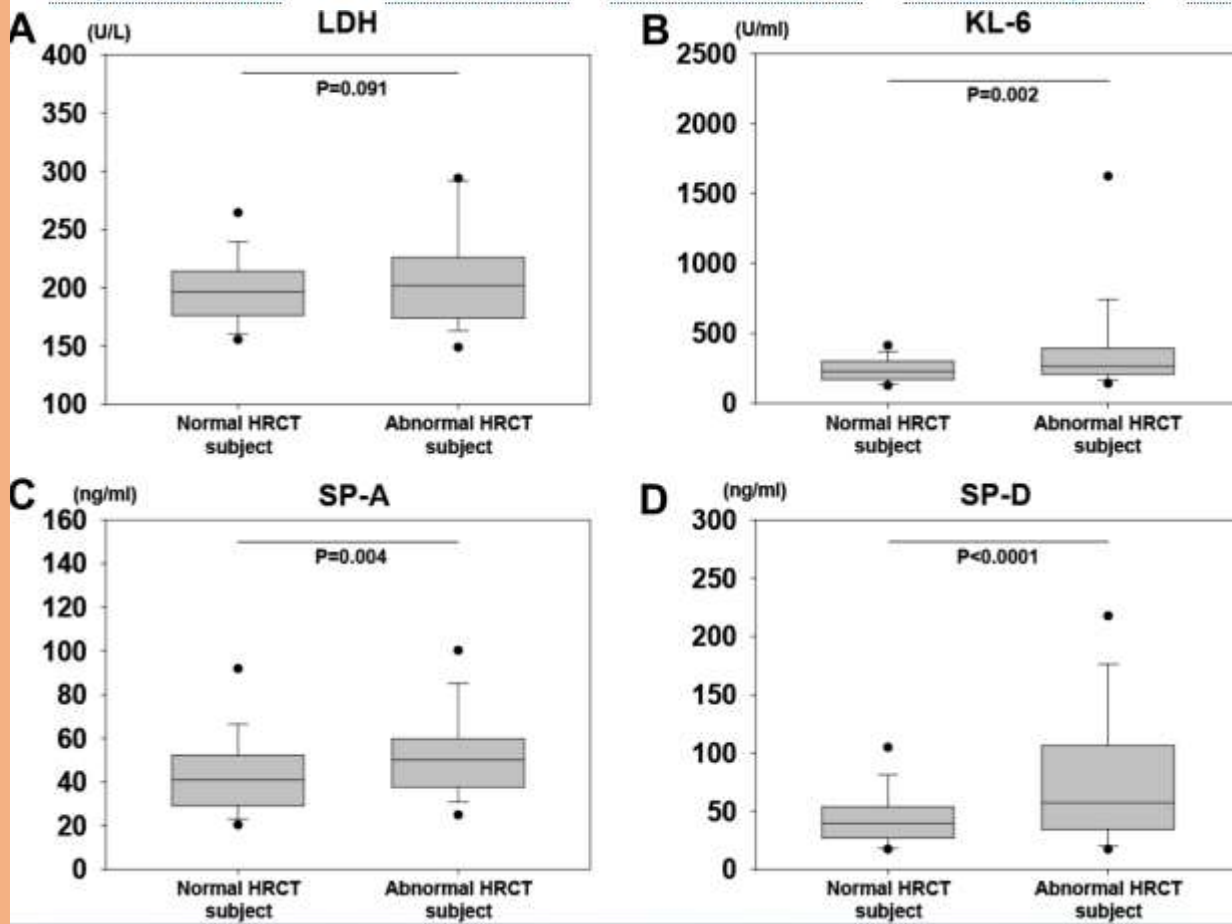 A (U/L) LDH
400
350
300
250
200
150
100
P=0.091
Normal HRCT
subject
Abnormal HRCT
subject
B (U/ml) KL-6
2500
2000
1500
1000
500
0
P=0.002
Normal HRCT
subject
Abnormal HRCT
subject
C (ng/ml) SP-A
160
140
120
100
80
60
40
20
0
P=0.004
Normal HRCT
subject
Abnormal HRCT
subject
D (ng/ml) SP-D
300
250
200
150
100
50
0
P<0.0001
Normal HRCT
subject
Abnormal HRCT
subject